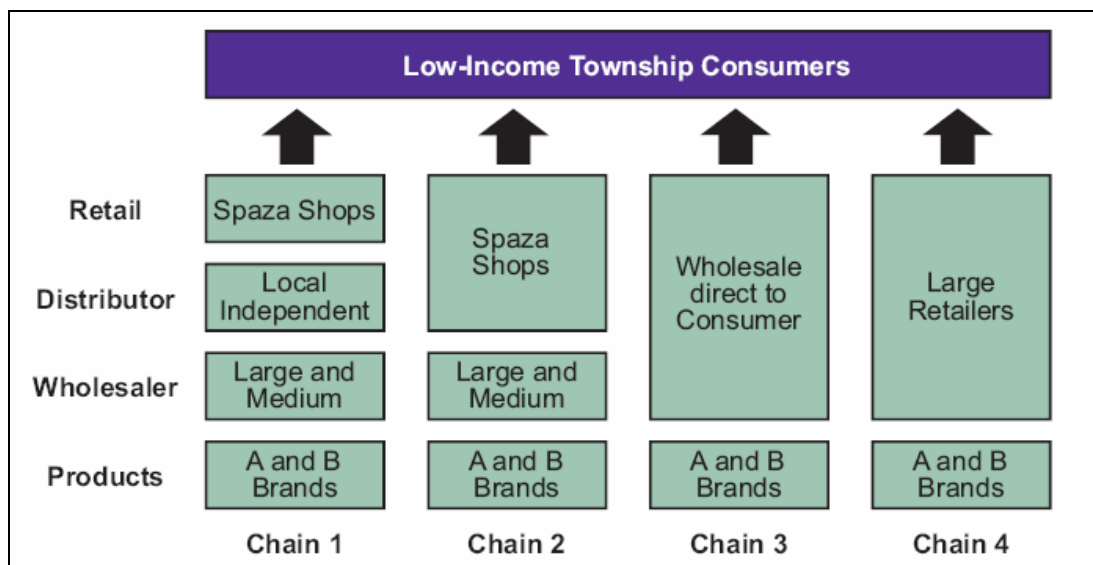 Low-Income Township Consumers
Retail
Spaza Shops
Spaza
Shops
Wholesale
direct to
Consumer
Large
Retailers
Distributor
Local
Independent
Wholesaler
Large and
Medium
Large and
Medium
Products
A and B
Brands
A and B
Brands
A and B
Brands
A and B
Brands
Chain 1
Chain 2
Chain 3
Chain 4